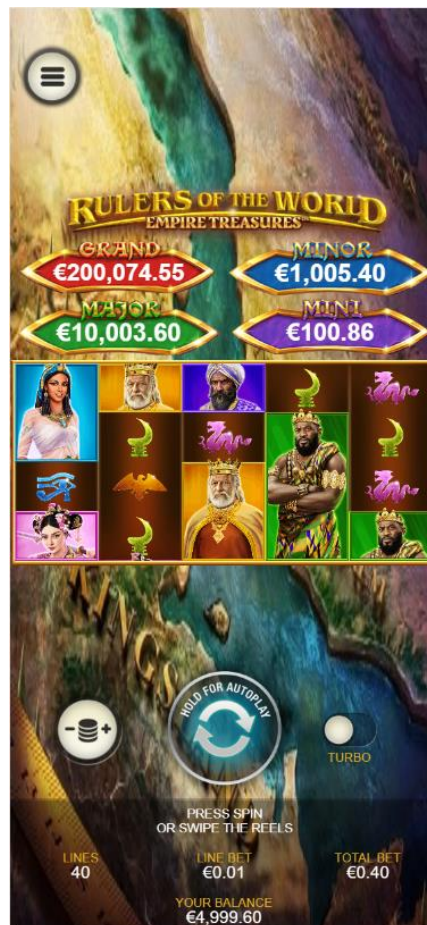 RULERS OF THE WORLD
EMPIRE TREASURES™
GRAND
€200,074.55
MINOR
€1,005.40
MAJOR
€10,003.60
MINI
€100.86
KINGS
HOLD FOR AUTOPLAY
TURBO
PRESS SPIN
OR SWIPE THE REELS
LINES
40
LINE BET
€0.01
TOTAL BET
€0.40
YOUR BALANCE
€4,999.60